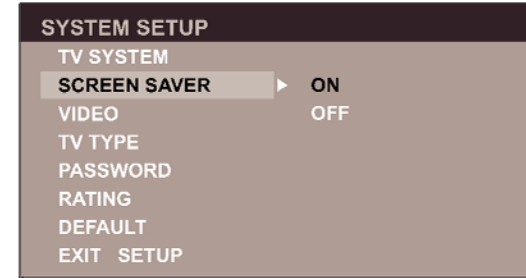 SYSTEM SETUP
TV SYSTEM
SCREEN SAVER ON
VIDEO OFF
TV TYPE
PASSWORD
RATING
DEFAULT
EXIT SETUP